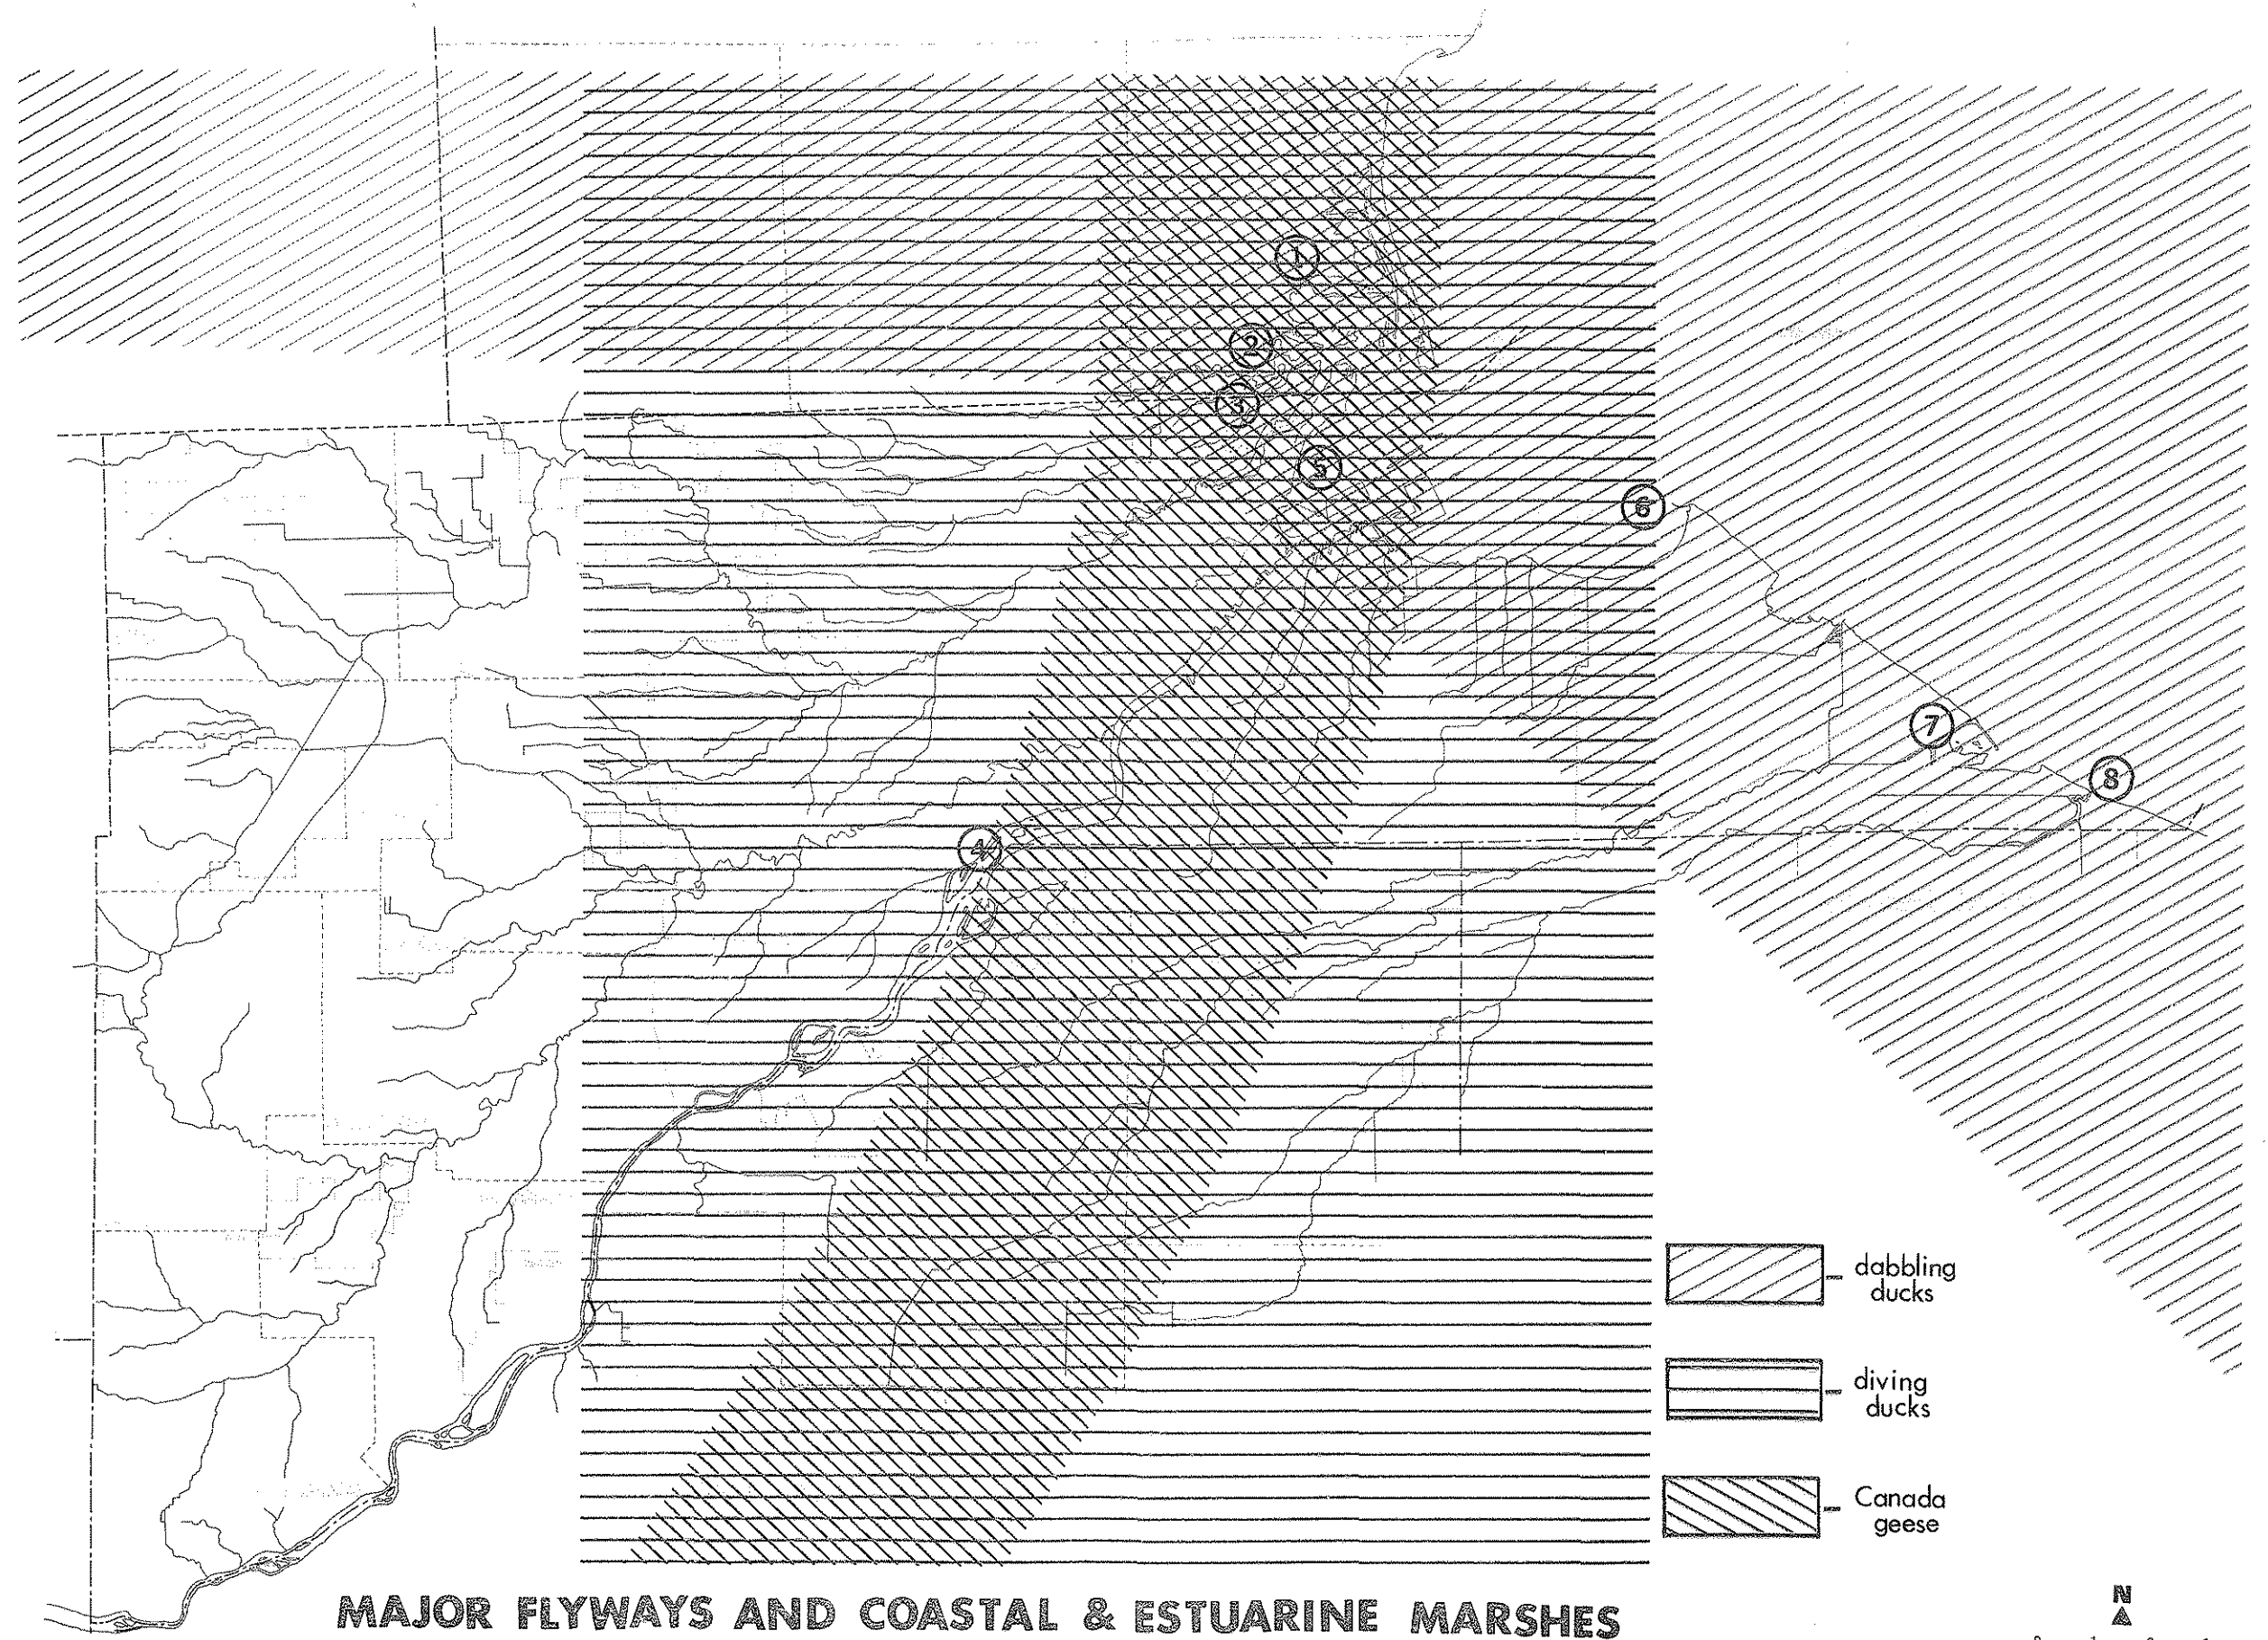 1
2
3
5
6
7
4
8
dabbling
ducks
diving
ducks
Canada
geese
MAJOR FLYWAYS AND COASTAL & ESTUARINE MARSHES
N